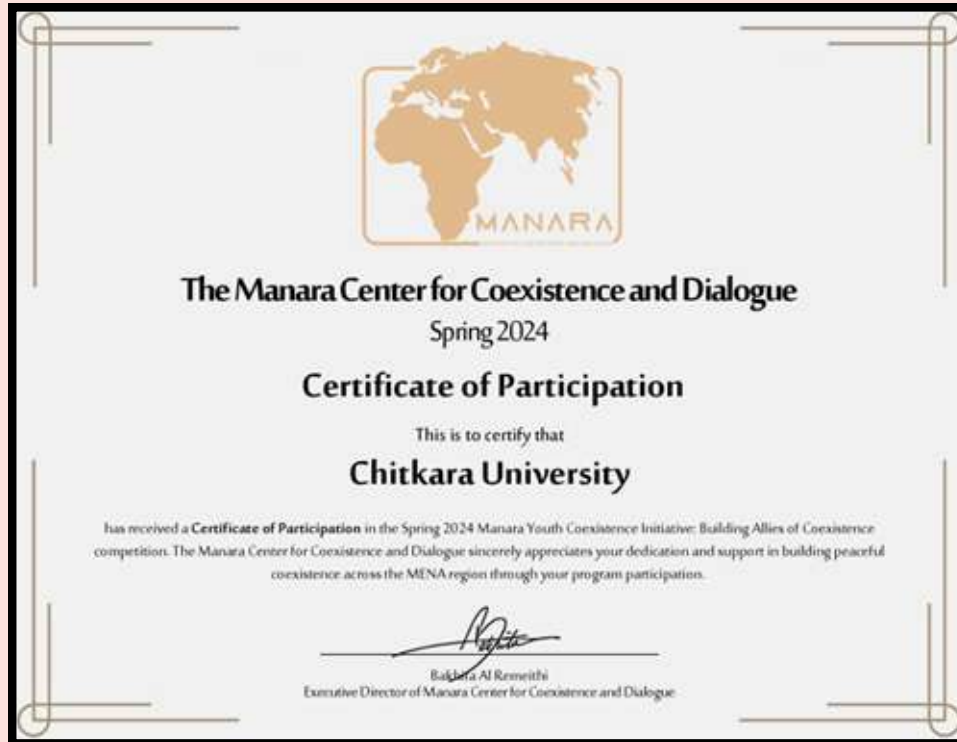 MANARA
The Manara Center for Coexistence and Dialogue
Spring 2024
Certificate of Participation
This is to certify that
Chitkara University
has received a Certificate of Participation in the Spring 2024 Manara Youth Coexistence Initiative: Building Allies of Coexistence
competition. The Manara Center for Coexistence and Dialogue sincerely appreciates your dedication and support in building peaceful
coexistence across the MENA region through your program participation.
Bakhita Al Remeithi
Executive Director of Manara Center for Coexistence and Dialogue